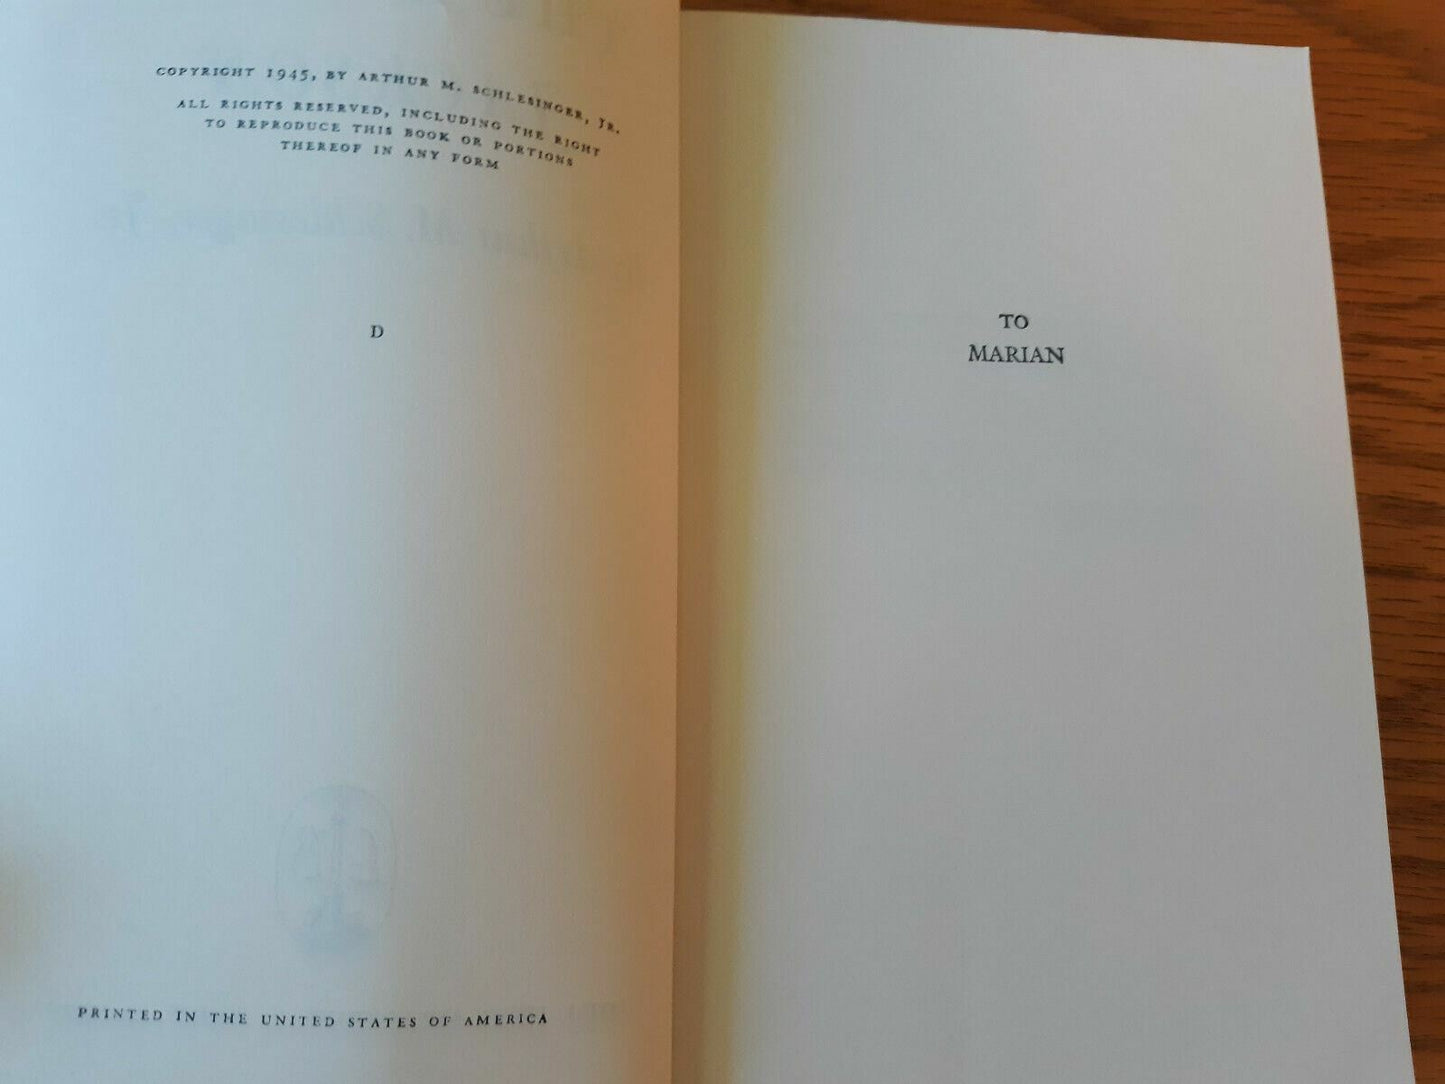 COPYRIGHT 1945, BY ARTHUR M. SCHLESINGER, JR.
ALL RIGHTS RESERVED, INCLUDING THE RIGHT
TO REPRODUCE THIS BOOK OR PORTIONS
THEREOF IN ANY FORM
D
PRINTED IN THE UNITED STATES OF AMERICA
TO
MARIAN